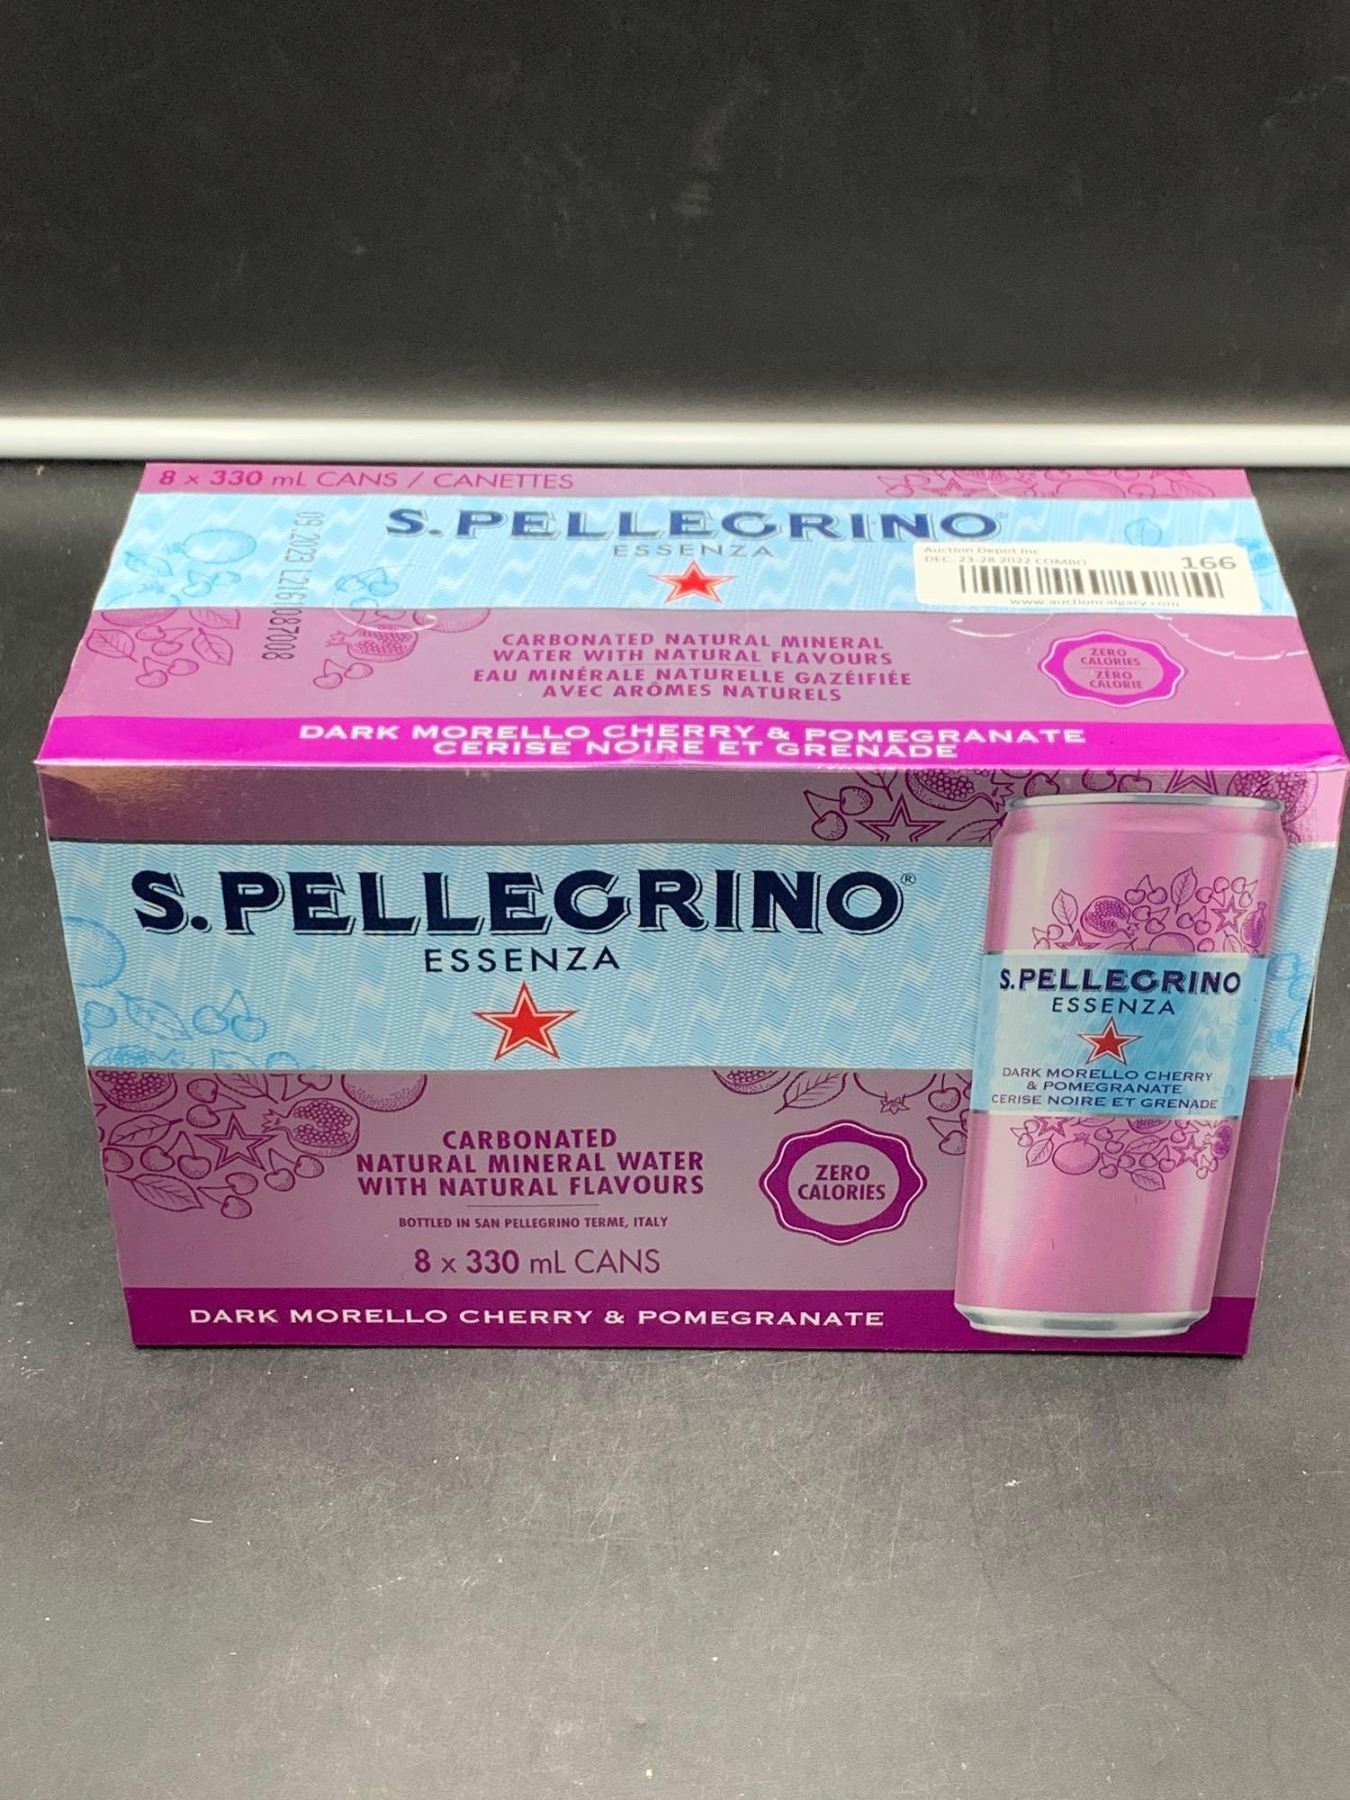 8 x 330 mL CANS / CANETTES
S.PELLEGRINO
ESSENZA
09.2023 L2161087008
Auction Depot Inc
DEC. 23-28 2022 COMBO
166
www.auctioncalgary.com
CARBONATED NATURAL MINERAL
WATER WITH NATURAL FLAVOURS
EAU MINÉRALE NATURELLE GAZÉIFIÉE
AVEC ARÔMES NATURELS
ZERO
CALORIES
ZÉRO
CALORIE
DARK MORELLO CHERRY & POMEGRANATE
CERISE NOIRE ET GRENADE
S.PELLEGRINO®
ESSENZA
CARBONATED
NATURAL MINERAL WATER
WITH NATURAL FLAVOURS
BOTTLED IN SAN PELLEGRINO TERME, ITALY
8 x 330 mL CANS
ZERO
CALORIES
DARK MORELLO CHERRY & POMEGRANATE
S.PELLEGRINO
ESSENZA
DARK MORELLO CHERRY
& POMEGRANATE
CERISE NOIRE ET GRENADE